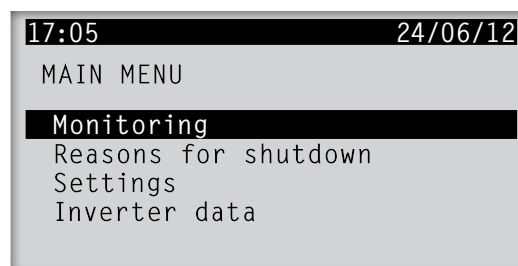 17:05 24/06/12
MAIN MENU
Monitoring
Reasons for shutdown
Settings
Inverter data